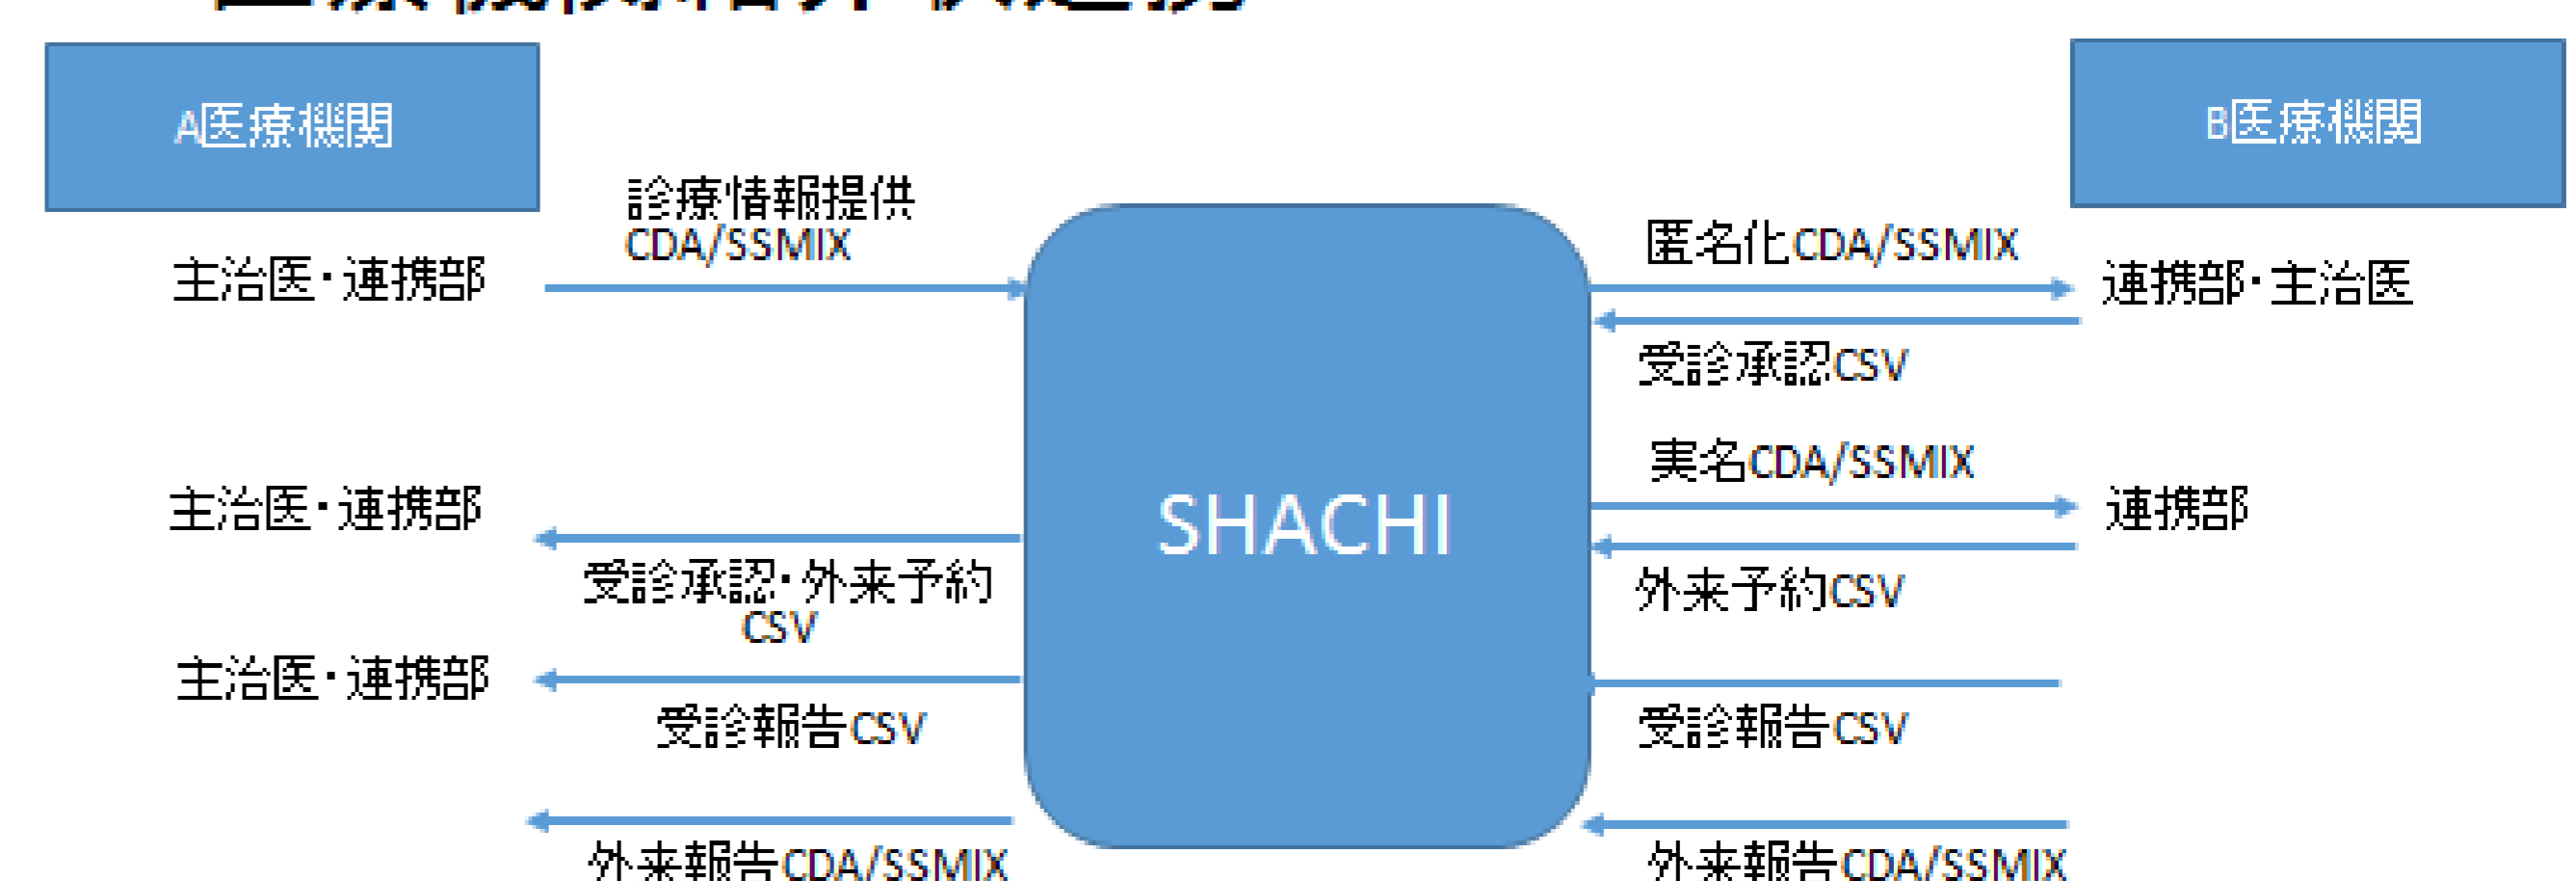 A医療機関
B医療機関
診療情報提供
CDA/SSMIX
匿名化CDA/SSMIX
主治医・連携部
連携部・主治医
受診承認CSV
実名CDA/SSMIX
主治医・連携部
SHACHI
連携部
受診承認・外来予約
CSV
外来予約CSV
主治医・連携部
受診報告CSV
受診報告CSV
外来報告CDA/SSMIX
外来報告CDA/SSMIX